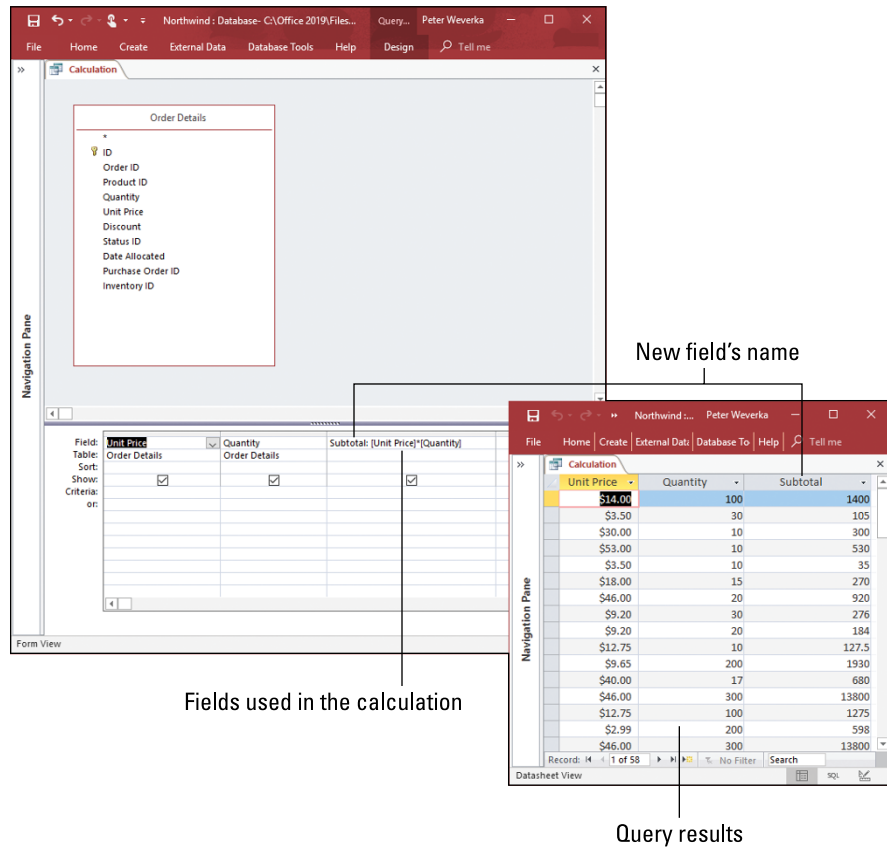 Northwind : Database- C:\Office 2019\Files... Query... Peter Weverka
File Home Create External Data Database Tools Help Design Tell me
Calculation
Order Details
*
ID
Order ID
Product ID
Quantity
Unit Price
Discount
Status ID
Date Allocated
Purchase Order ID
Inventory ID
Navigation Pane
New field's name
Field: Unit Price Quantity Subtotal: [Unit Price]*[Quantity]
Table: Order Details Order Details
Sort:
Show:
Criteria:
or:
Form View
Fields used in the calculation
Northwind :... Peter Weverka
File Home Create External Data Database To Help Tell me
Calculation
Navigation Pane
Unit Price Quantity Subtotal
$14.00 100 1400
$3.50 30 105
$30.00 10 300
$53.00 10 530
$3.50 10 35
$18.00 15 270
$46.00 20 920
$9.20 30 276
$9.20 20 184
$12.75 10 127.5
$9.65 200 1930
$40.00 17 680
$46.00 300 13800
$12.75 100 1275
$2.99 200 598
$46.00 300 13800
Record: 1 of 58 No Filter Search
Datasheet View SQL
Query results